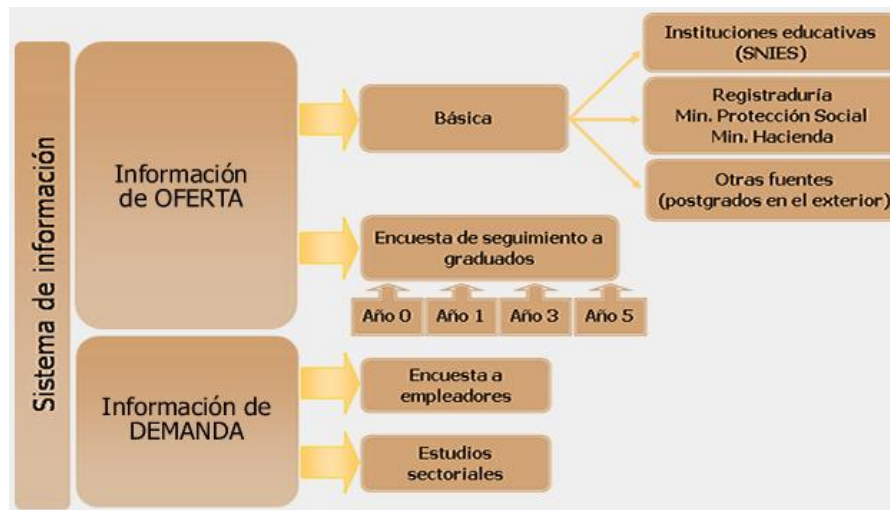 Sistema de información
Información
de OFERTA
Básica
Instituciones educativas
(SNIES)
Registraduría
Min. Protección Social
Min. Hacienda
Otras fuentes
(postgrados en el exterior)
Encuesta de seguimiento a
graduados
Año 0
Año 1
Año 3
Año 5
Información de
DEMANDA
Encuesta a
empleadores
Estudios
sectoriales